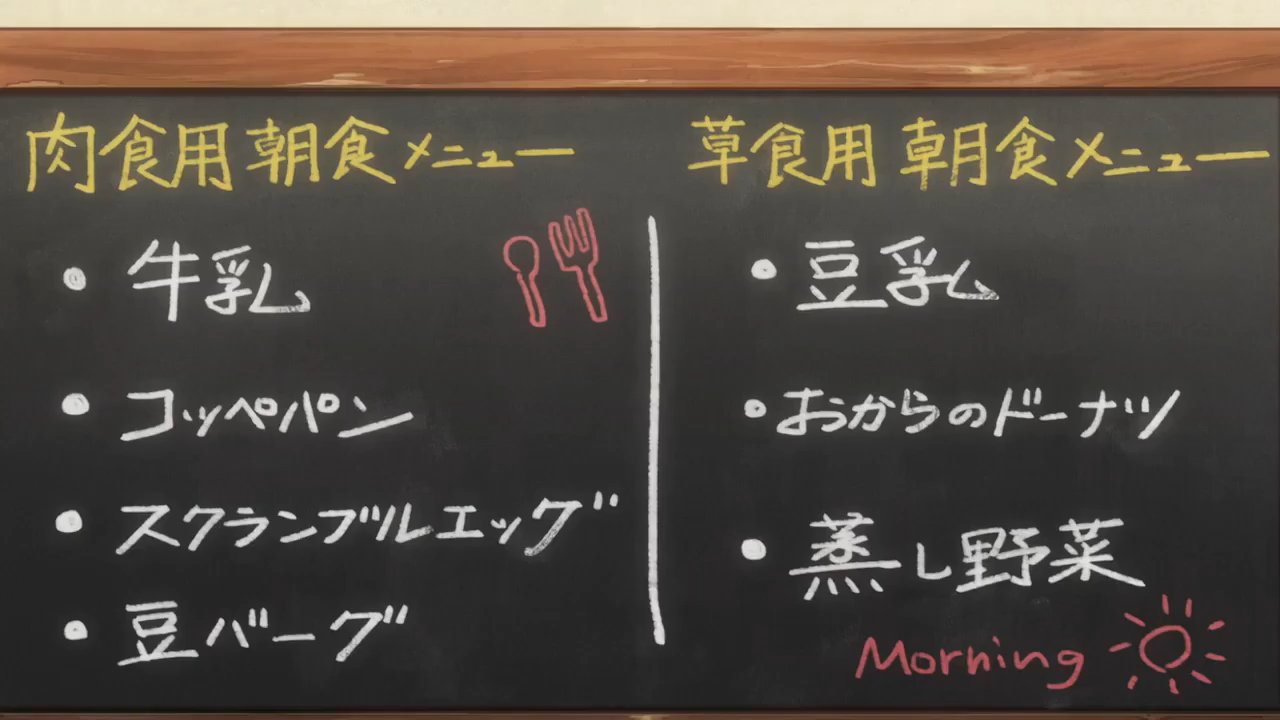 肉食用 朝食メニュー
・牛乳
・コッペパン
・スクランブルエッグ
・豆バーグ
草食用 朝食メニュー
・豆乳
・おからのドーナツ
・蒸し野菜
Morning